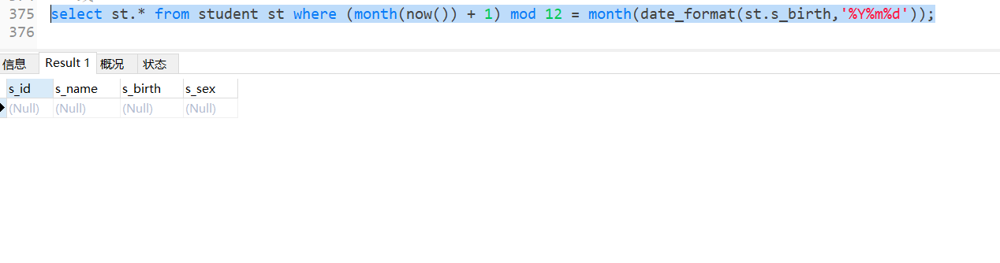 375 select st.* from student st where (month(now()) + 1) mod 12 = month(date_format(st.s_birth,'%Y%m%d'));
376
信息 Result 1 概况 状态
s_id s_name s_birth s_sex
(Null) (Null) (Null) (Null)